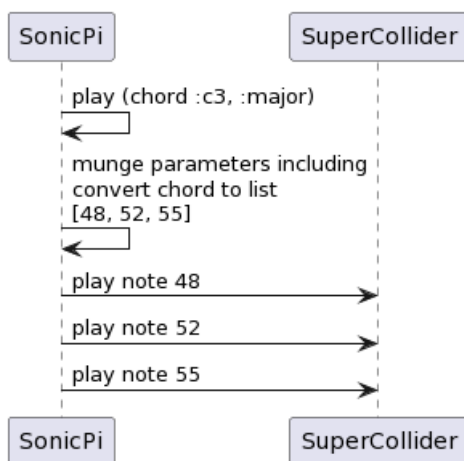 SonicPi
SuperCollider
play (chord :c3, :major)
munge parameters including
convert chord to list
[48, 52, 55]
play note 48
play note 52
play note 55
SonicPi
SuperCollider